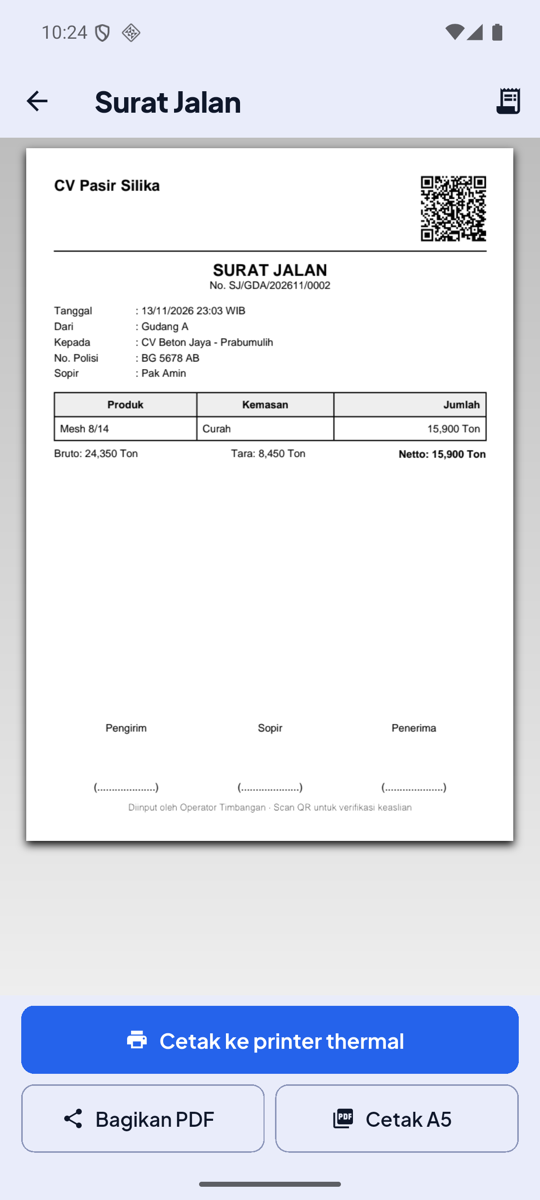 10:24
Surat Jalan
CV Pasir Silika
SURAT JALAN
No. SJ/GDA/202611/0002
Tanggal : 13/11/2026 23:03 WIB
Dari : Gudang A
Kepada : CV Beton Jaya - Prabumulih
No. Polisi : BG 5678 AB
Sopir : Pak Amin
Produk Kemasan Jumlah
Mesh 8/14 Curah 15,900 Ton
Bruto: 24,350 Ton Tara: 8,450 Ton Netto: 15,900 Ton
Pengirim Sopir Penerima
(...................) (...................) (...................)
Diinput oleh Operator Timbangan · Scan QR untuk verifikasi keaslian
Cetak ke printer thermal
Bagikan PDF PDF Cetak A5